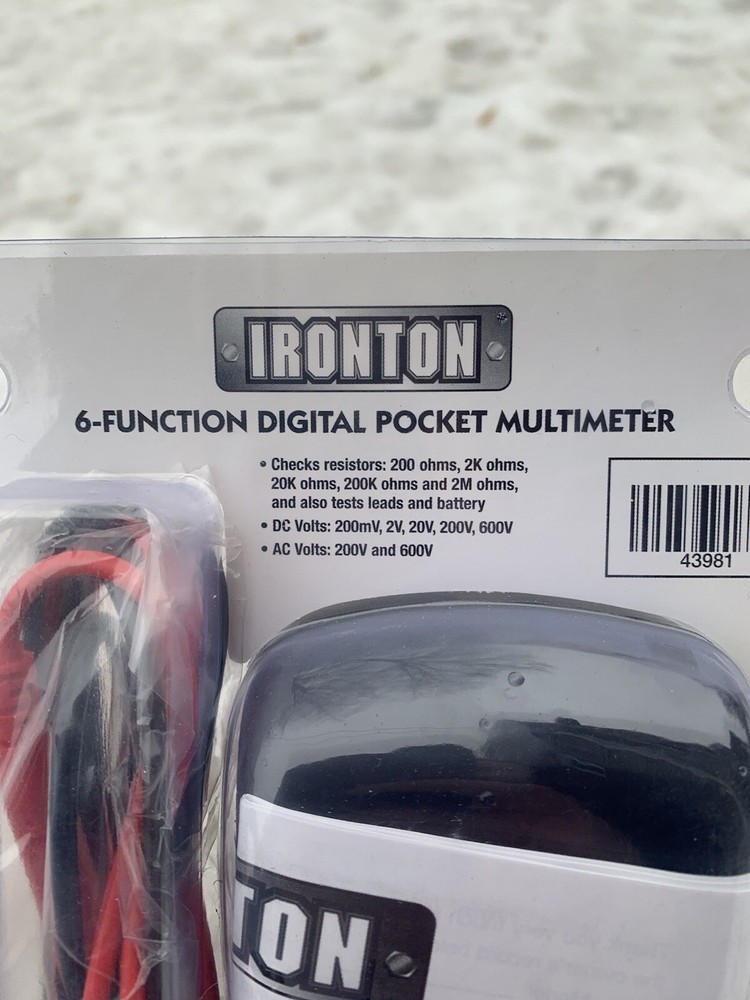 IRONTON
6-FUNCTION DIGITAL POCKET MULTIMETER
• Checks resistors: 200 ohms, 2K ohms,
20K ohms, 200K ohms and 2M ohms,
and also tests leads and battery
• DC Volts: 200mV, 2V, 20V, 200V, 600V
• AC Volts: 200V and 600V
43981
TON